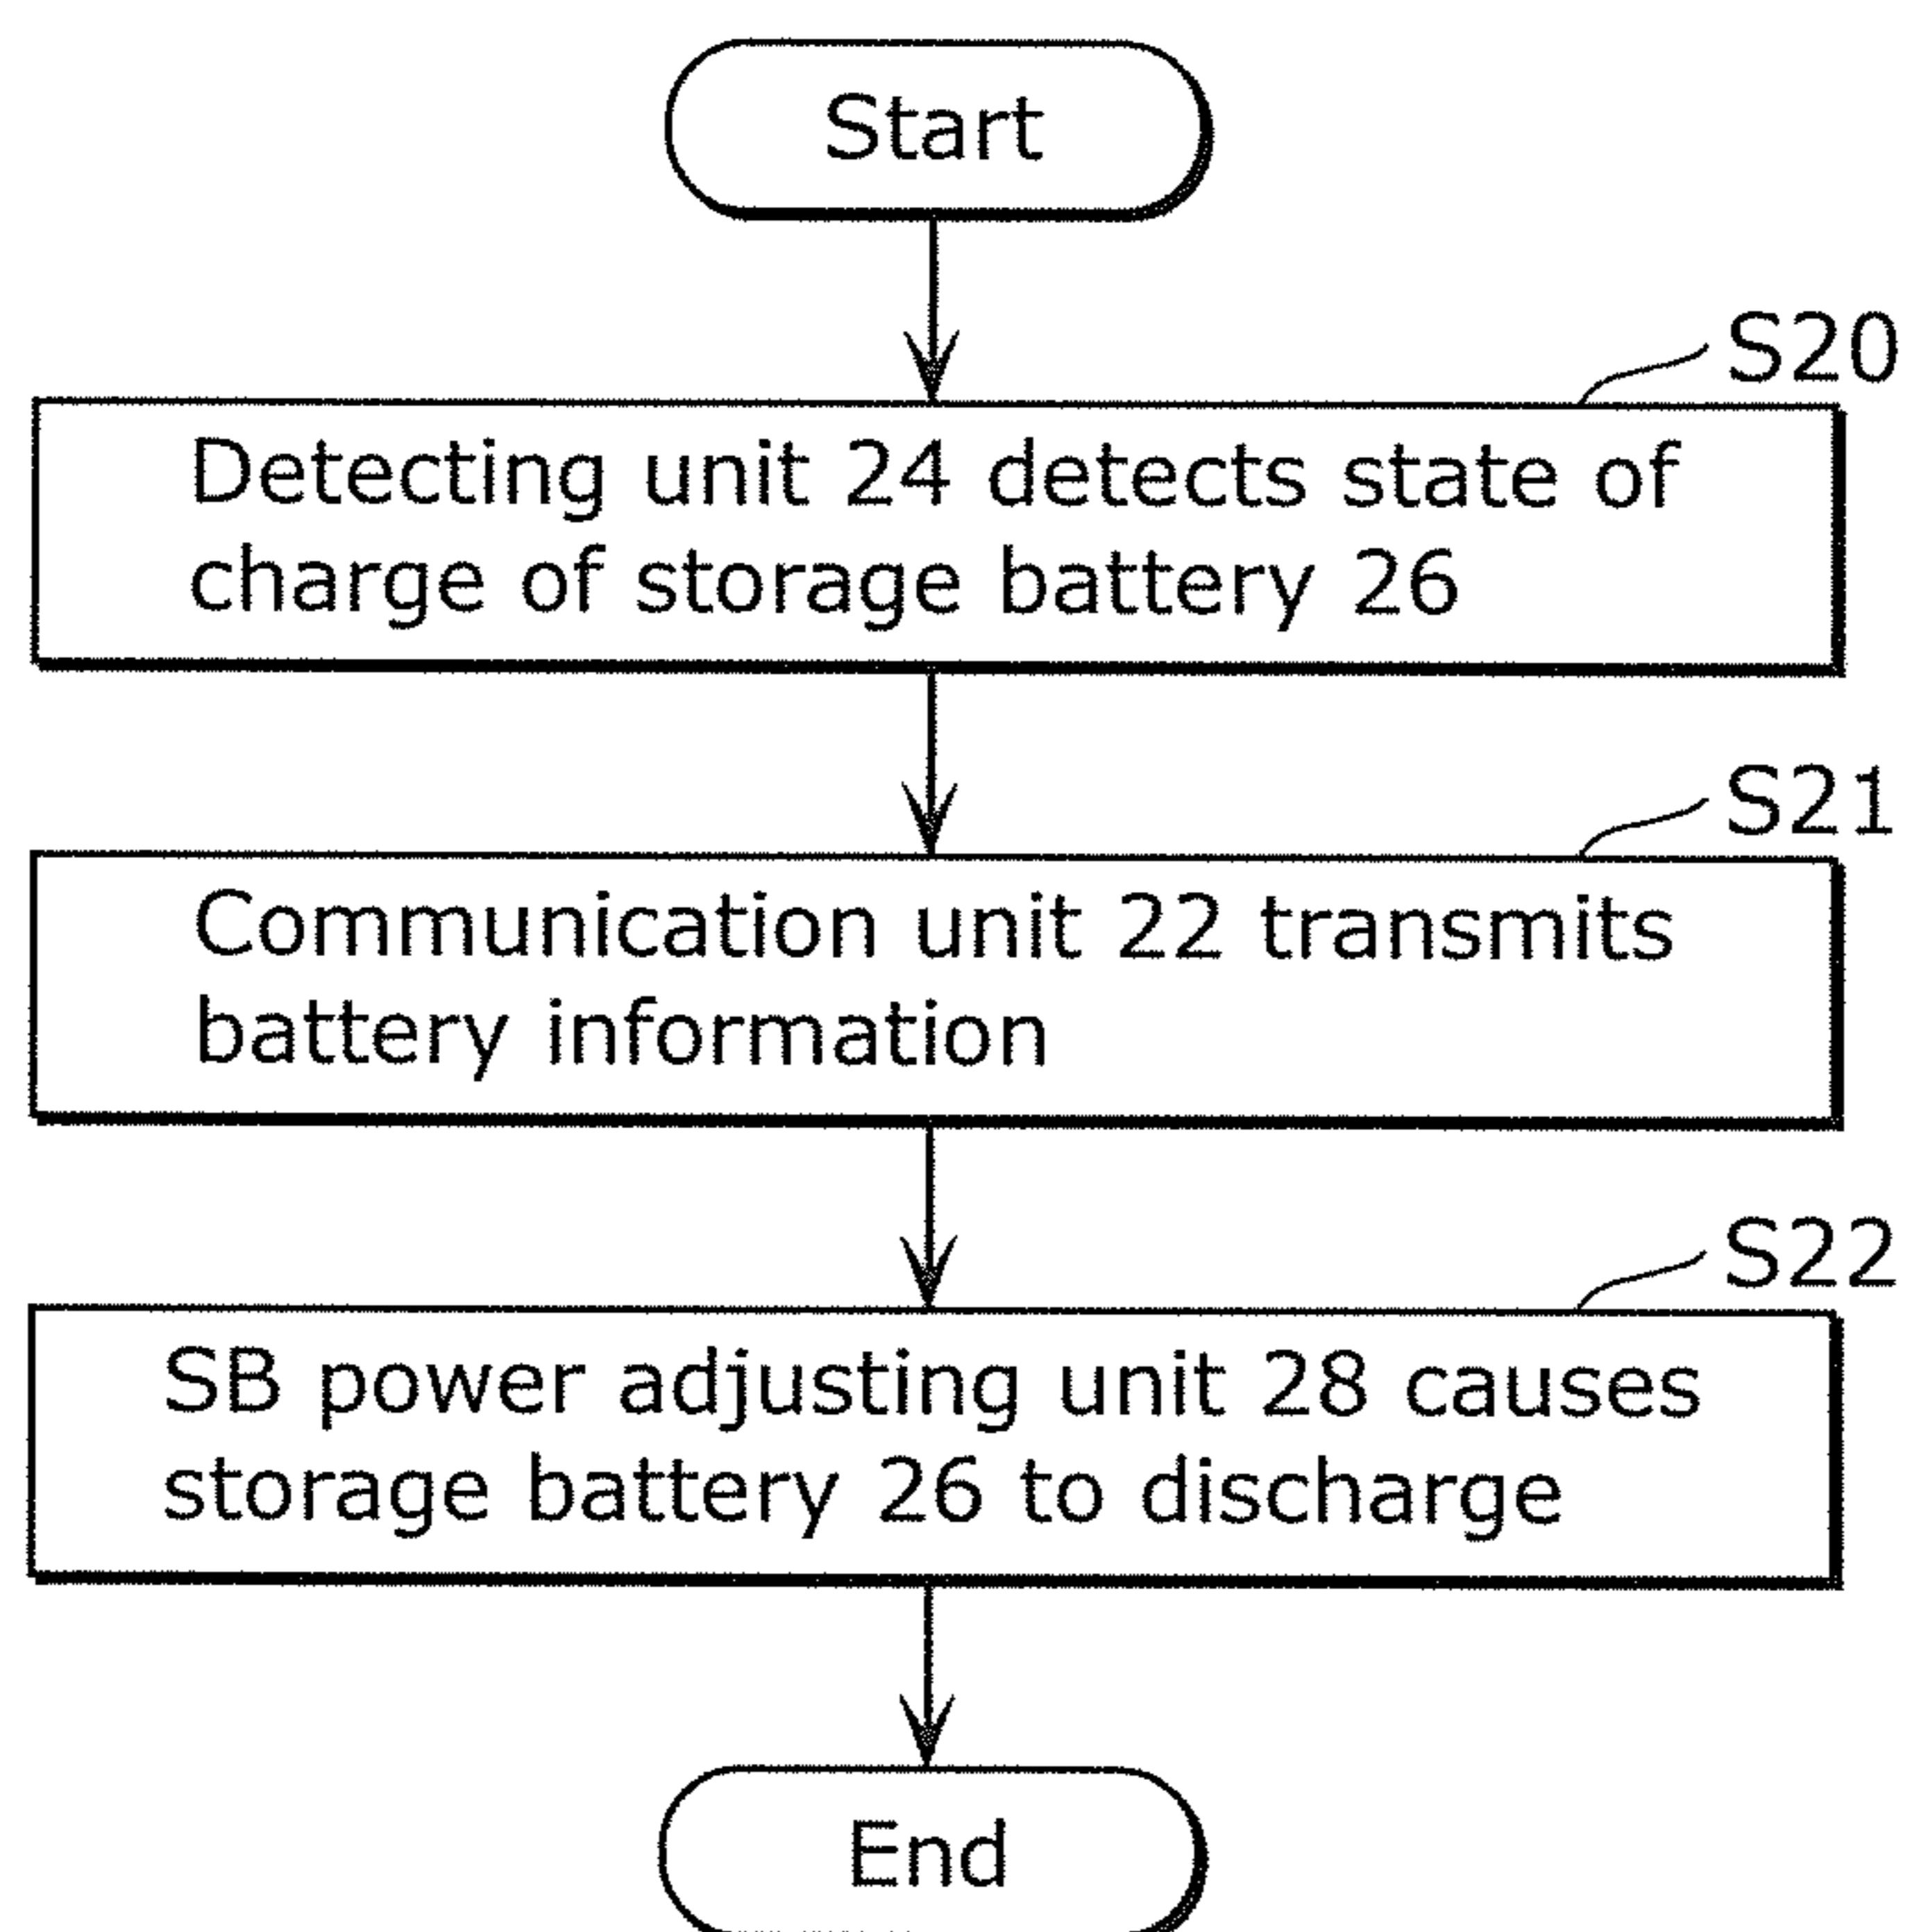 Start
S20
Detecting unit 24 detects state of
charge of storage battery 26
S21
Communication unit 22 transmits
battery information
S22
SB power adjusting unit 28 causes
storage battery 26 to discharge
End